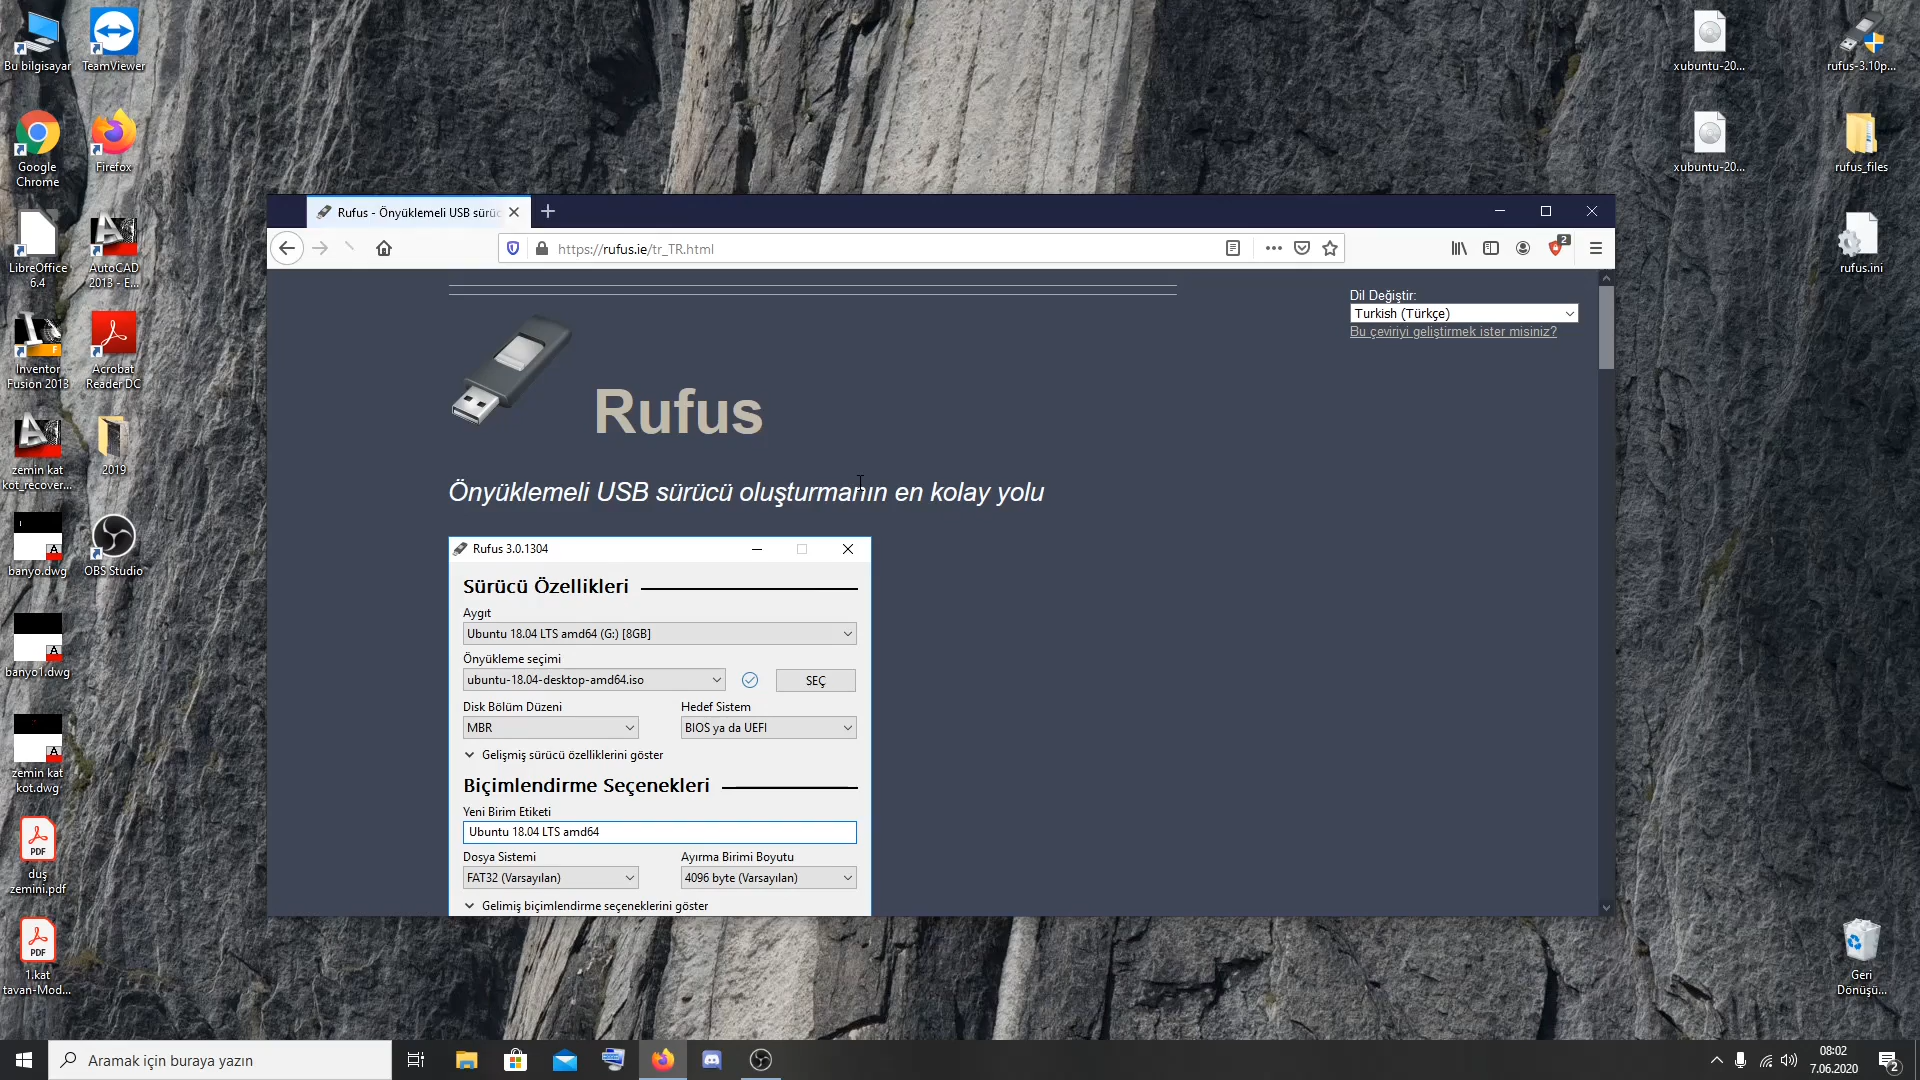 Bu bilgisayar
TeamViewer
Google
Chrome
Firefox
LibreOffice
6.4
AutoCAD
2013 - E...
Inventor
Fusion 2013
Acrobat
Reader DC
zemin kat
kot_recover...
2019
banyo.dwg
OBS Studio
banyo1.dwg
zemin kat
kot.dwg
PDF
duş
zemini.pdf
PDF
1.kat
tavan-Mod...
xubuntu-20...
rufus-3.10p...
xubuntu-20...
rufus_files
rufus.ini
Geri
Dönüşü...
Rufus - Önyüklemeli USB sürüc
https://rufus.ie/tr_TR.html
2
Dil Değiştir:
Turkish (Türkçe)
Bu çeviriyi geliştirmek ister misiniz?
Rufus
Önyüklemeli USB sürücü oluşturmanın en kolay yolu
Rufus 3.0.1304
Sürücü Özellikleri
Aygıt
Ubuntu 18.04 LTS amd64 (G:) [8GB]
Önyükleme seçimi
ubuntu-18.04-desktop-amd64.iso
SEÇ
Disk Bölüm Düzeni
Hedef Sistem
MBR
BIOS ya da UEFI
Gelişmiş sürücü özelliklerini göster
Biçimlendirme Seçenekleri
Yeni Birim Etiketi
Ubuntu 18.04 LTS amd64
Dosya Sistemi
Ayırma Birimi Boyutu
FAT32 (Varsayılan)
4096 byte (Varsayılan)
Gelimiş biçimlendirme seçeneklerini göster
Aramak için buraya yazın
08:02
7.06.2020
2